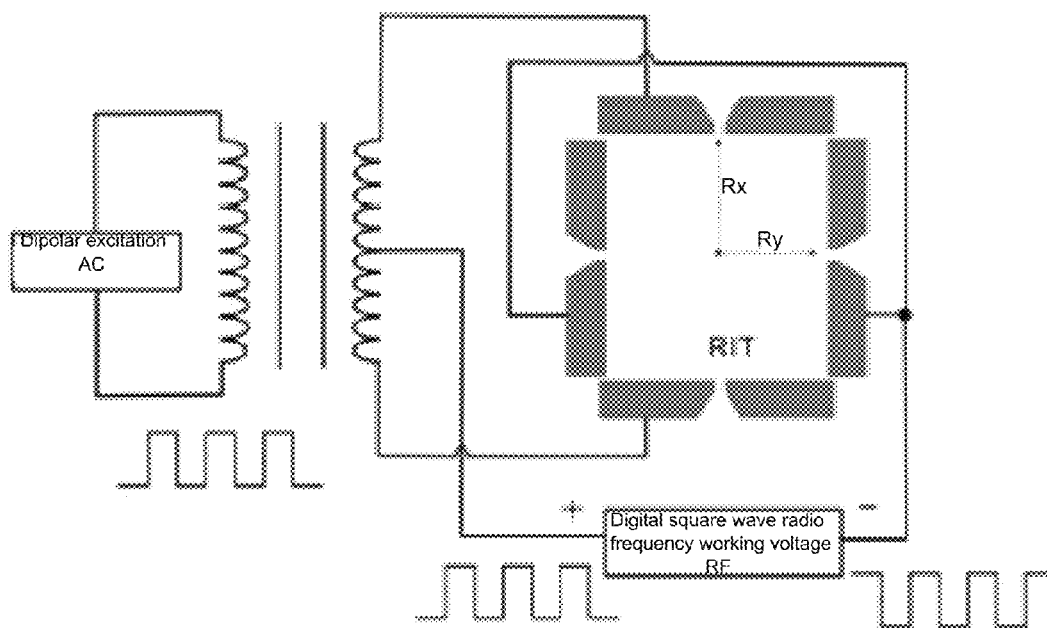 Dipolar excitation
AC
Rx
Ry
RIT
+
−
Digital square wave radio
frequency working voltage
RF